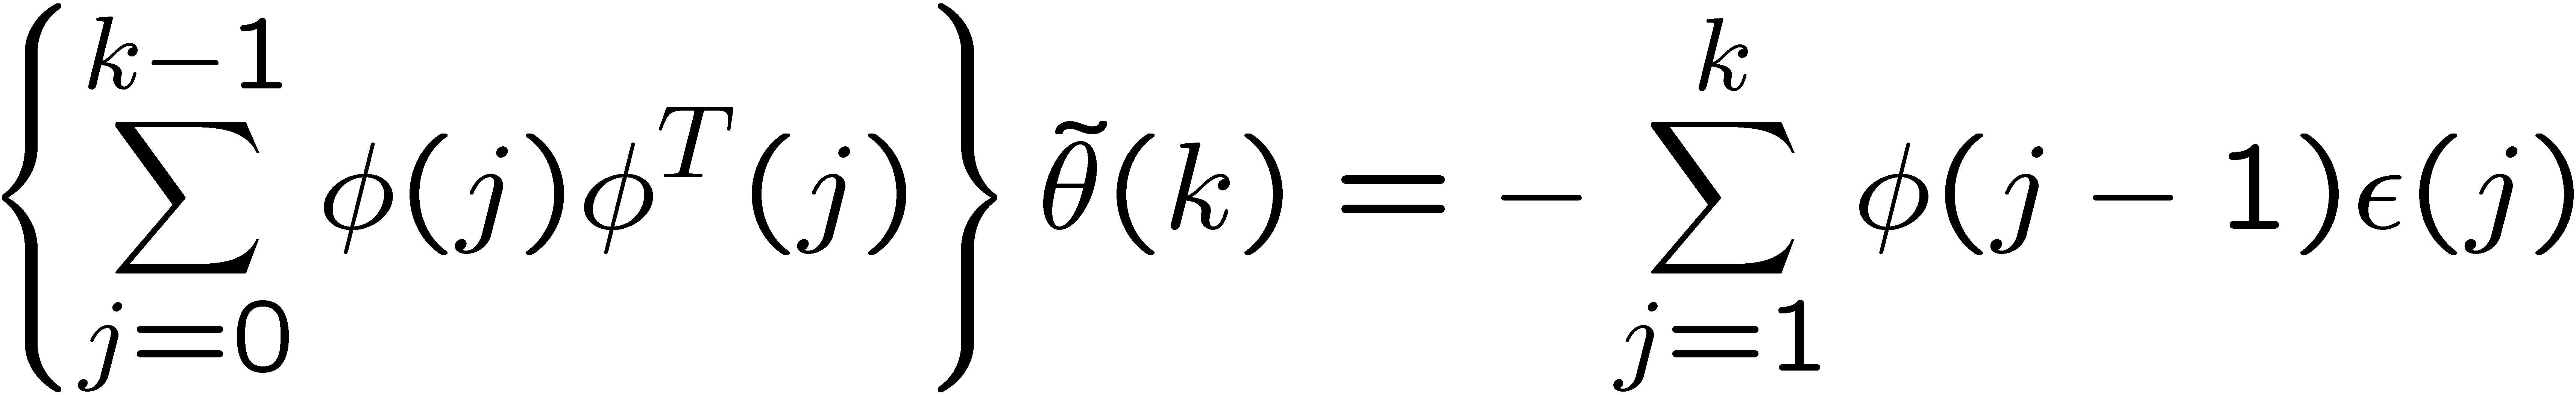 $$\left\{ \sum_{j=0}^{k-1} \phi(j)\phi^T(j) \right\} \tilde{\theta}(k) = - \sum_{j=1}^{k} \phi(j-1)\epsilon(j)$$